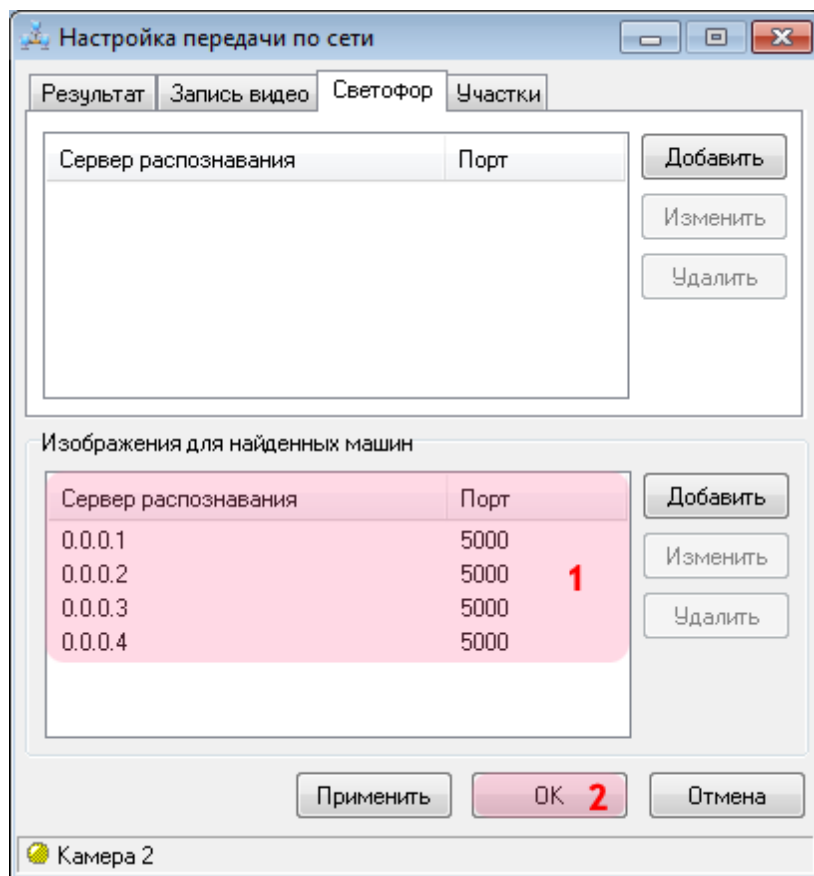 Настройка передачи по сети
Результат Запись видео Светофор Участки
Сервер распознавания Порт Добавить
Изменить
Удалить
Изображения для найденных машин
Сервер распознавания Порт Добавить
0.0.0.1 5000
0.0.0.2 5000 1 Изменить
0.0.0.3 5000 Удалить
0.0.0.4 5000
Применить OK 2 Отмена
Камера 2